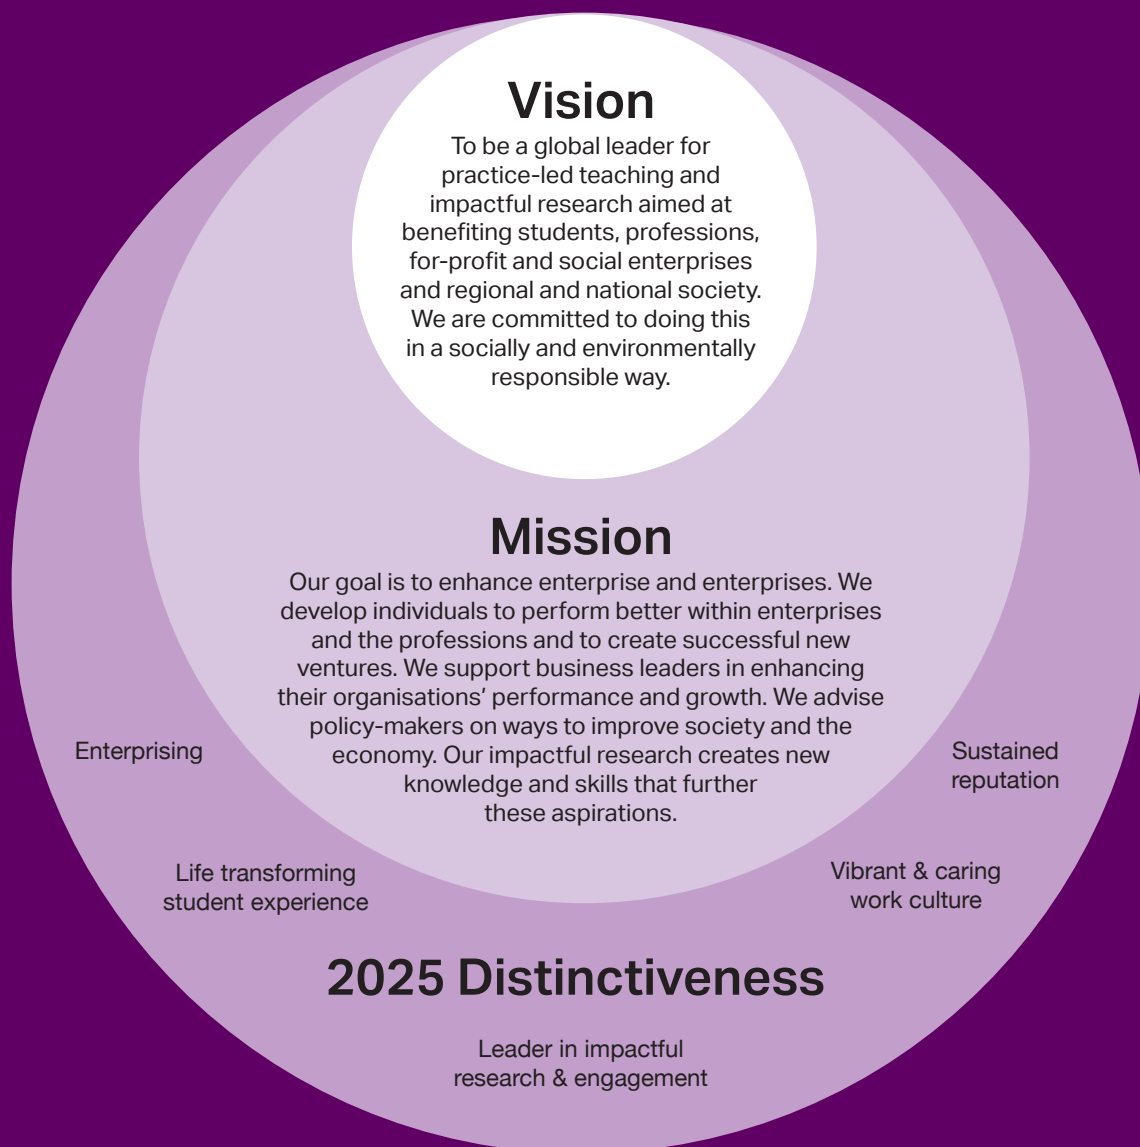 Vision
To be a global leader for
practice-led teaching and
impactful research aimed at
benefiting students, professions,
for-profit and social enterprises
and regional and national society.
We are committed to doing this
in a socially and environmentally
responsible way.
Mission
Our goal is to enhance enterprise and enterprises. We
develop individuals to perform better within enterprises
and the professions and to create successful new
ventures. We support business leaders in enhancing
their organisations’ performance and growth. We advise
policy-makers on ways to improve society and the
economy. Our impactful research creates new
knowledge and skills that further
these aspirations.
Enterprising
Sustained
reputation
Life transforming
student experience
Vibrant & caring
work culture
2025 Distinctiveness
Leader in impactful
research & engagement